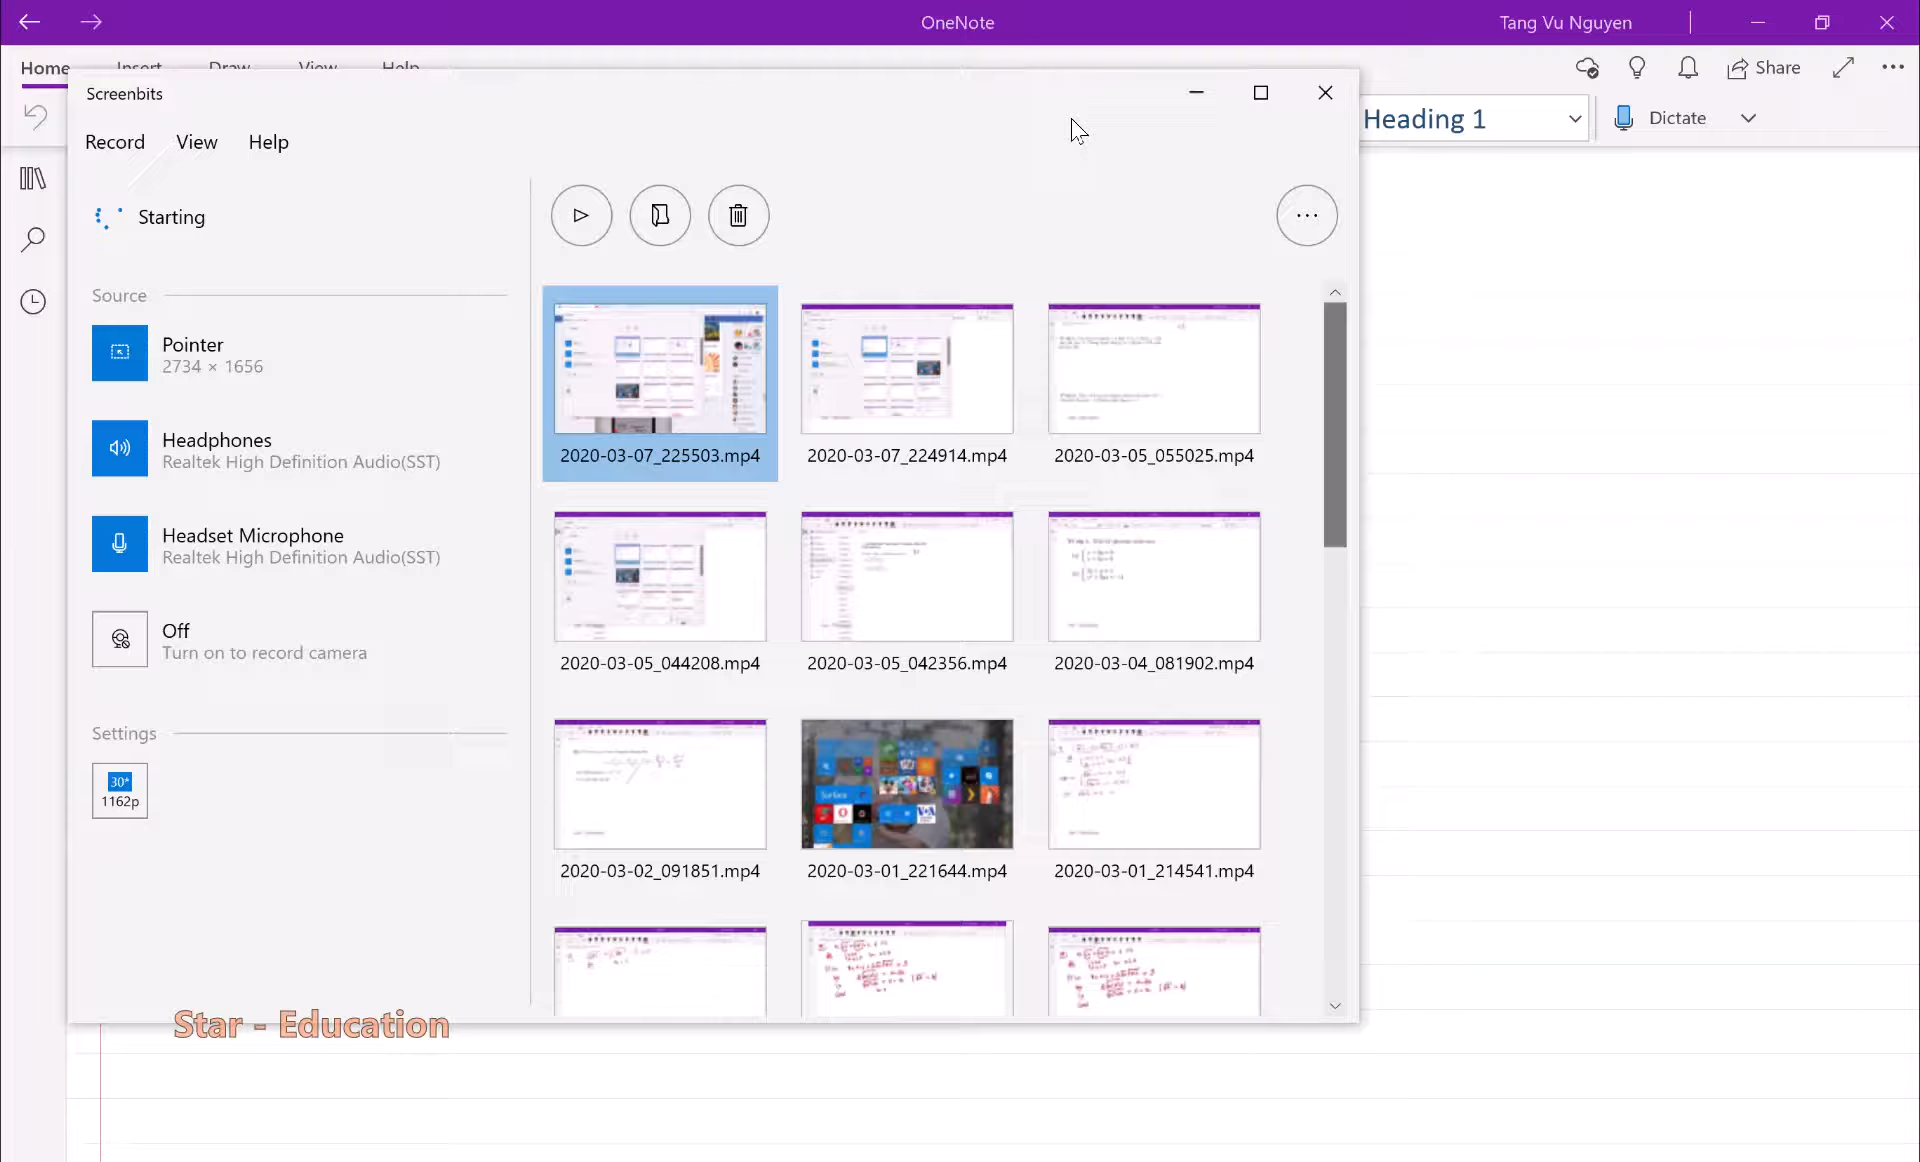 OneNote
Tang Vu Nguyen
Home Insert Draw View Help
Share
Screenbits
Heading 1
Dictate
Record View Help
Starting
Source
Pointer
2734 × 1656
Headphones
Realtek High Definition Audio(SST)
Headset Microphone
Realtek High Definition Audio(SST)
Off
Turn on to record camera
Settings
30*
1162p
2020-03-07_225503.mp4
2020-03-07_224914.mp4
2020-03-05_055025.mp4
2020-03-05_044208.mp4
2020-03-05_042356.mp4
2020-03-04_081902.mp4
2020-03-02_091851.mp4
2020-03-01_221644.mp4
2020-03-01_214541.mp4
Star - Education